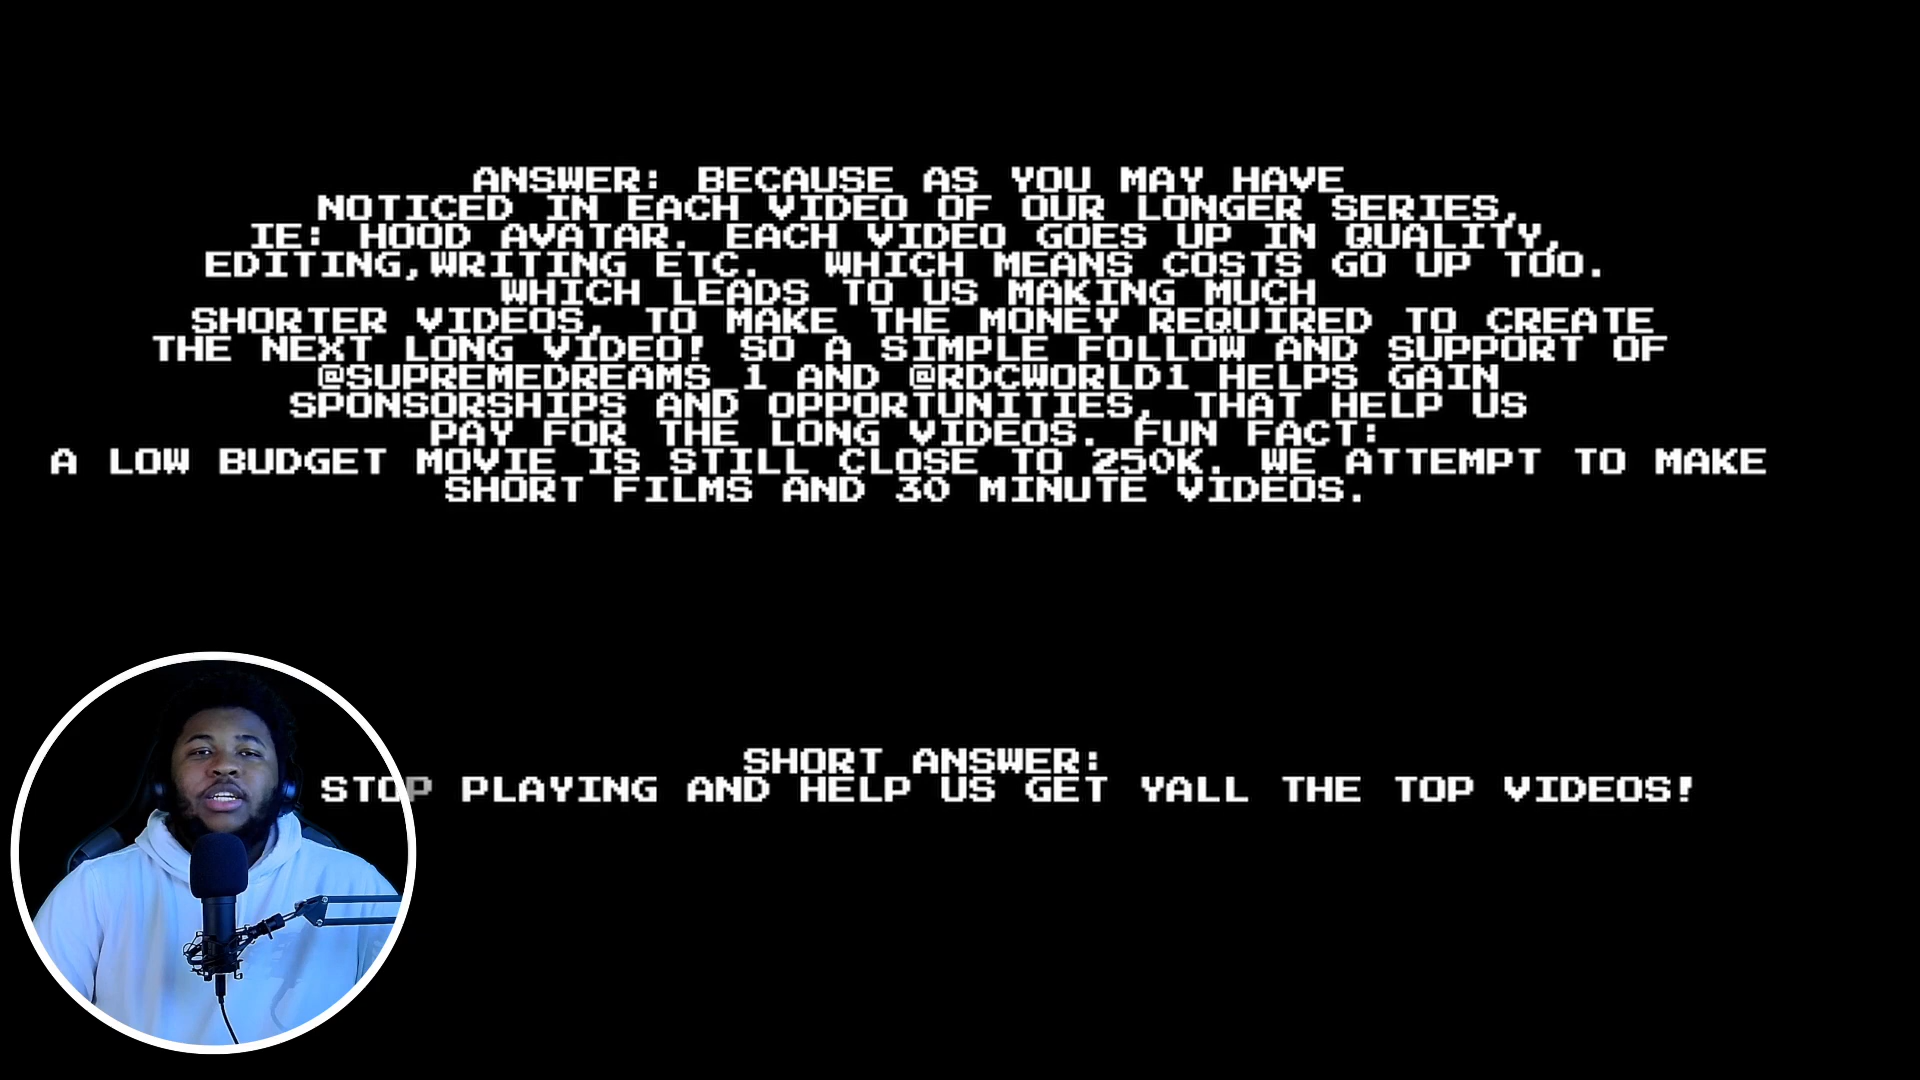 ANSWER: BECAUSE AS YOU MAY HAVE
NOTICED IN EACH VIDEO OF OUR LONGER SERIES,
IE: HOOD AVATAR. EACH VIDEO GOES UP IN QUALITY,
EDITING,WRITING ETC. WHICH MEANS COSTS GO UP TOO.
WHICH LEADS TO US MAKING MUCH
SHORTER VIDEOS, TO MAKE THE MONEY REQUIRED TO CREATE
THE NEXT LONG VIDEO! SO A SIMPLE FOLLOW AND SUPPORT OF
@SUPREMEDREAMS_1 AND @RDCWORLD1 HELPS GAIN
SPONSORSHIPS AND OPPORTUNITIES, THAT HELP US
PAY FOR THE LONG VIDEOS. FUN FACT:
A LOW BUDGET MOVIE IS STILL CLOSE TO 250K. WE ATTEMPT TO MAKE
SHORT FILMS AND 30 MINUTE VIDEOS.
SHORT ANSWER:
STOP PLAYING AND HELP US GET YALL THE TOP VIDEOS!